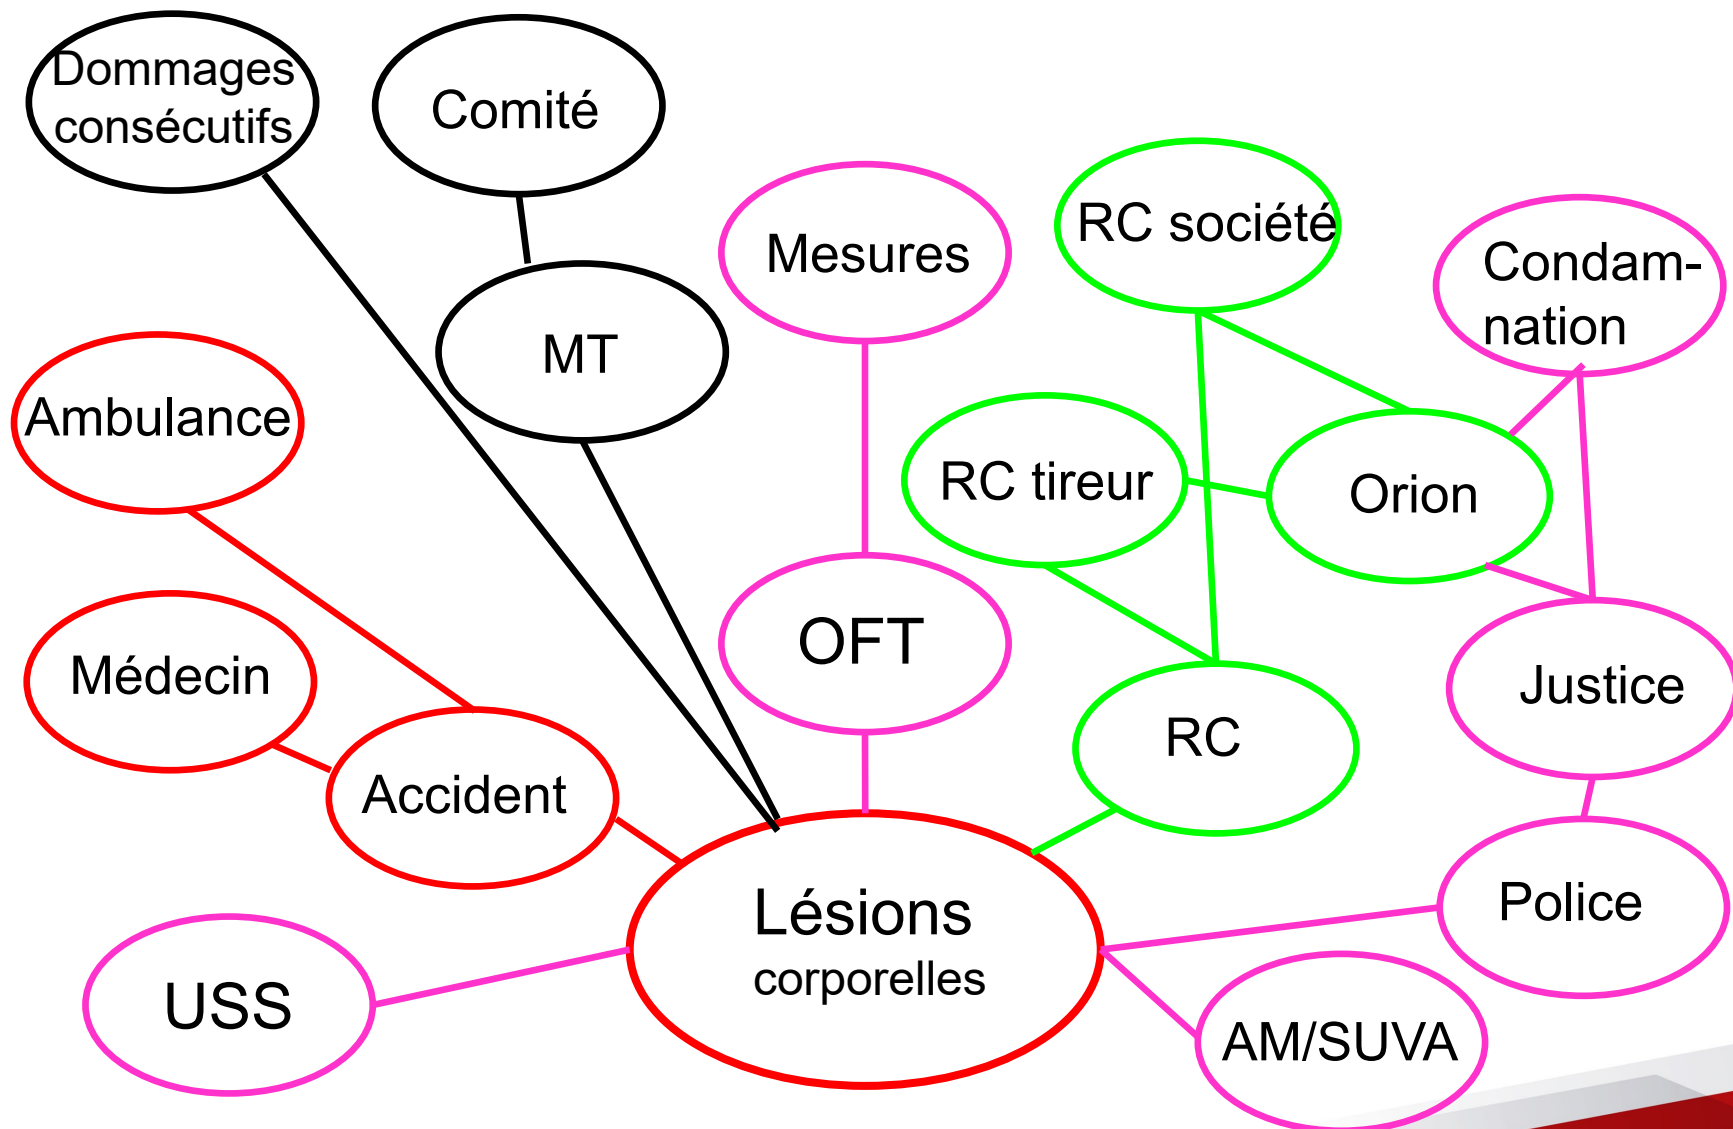 Dommages
consécutifs
Comité
Mesures
RC société
Condam-
nation
MT
Ambulance
RC tireur
Orion
OFT
Médecin
Justice
RC
Accident
Police
Lésions
corporelles
USS
AM/SUVA